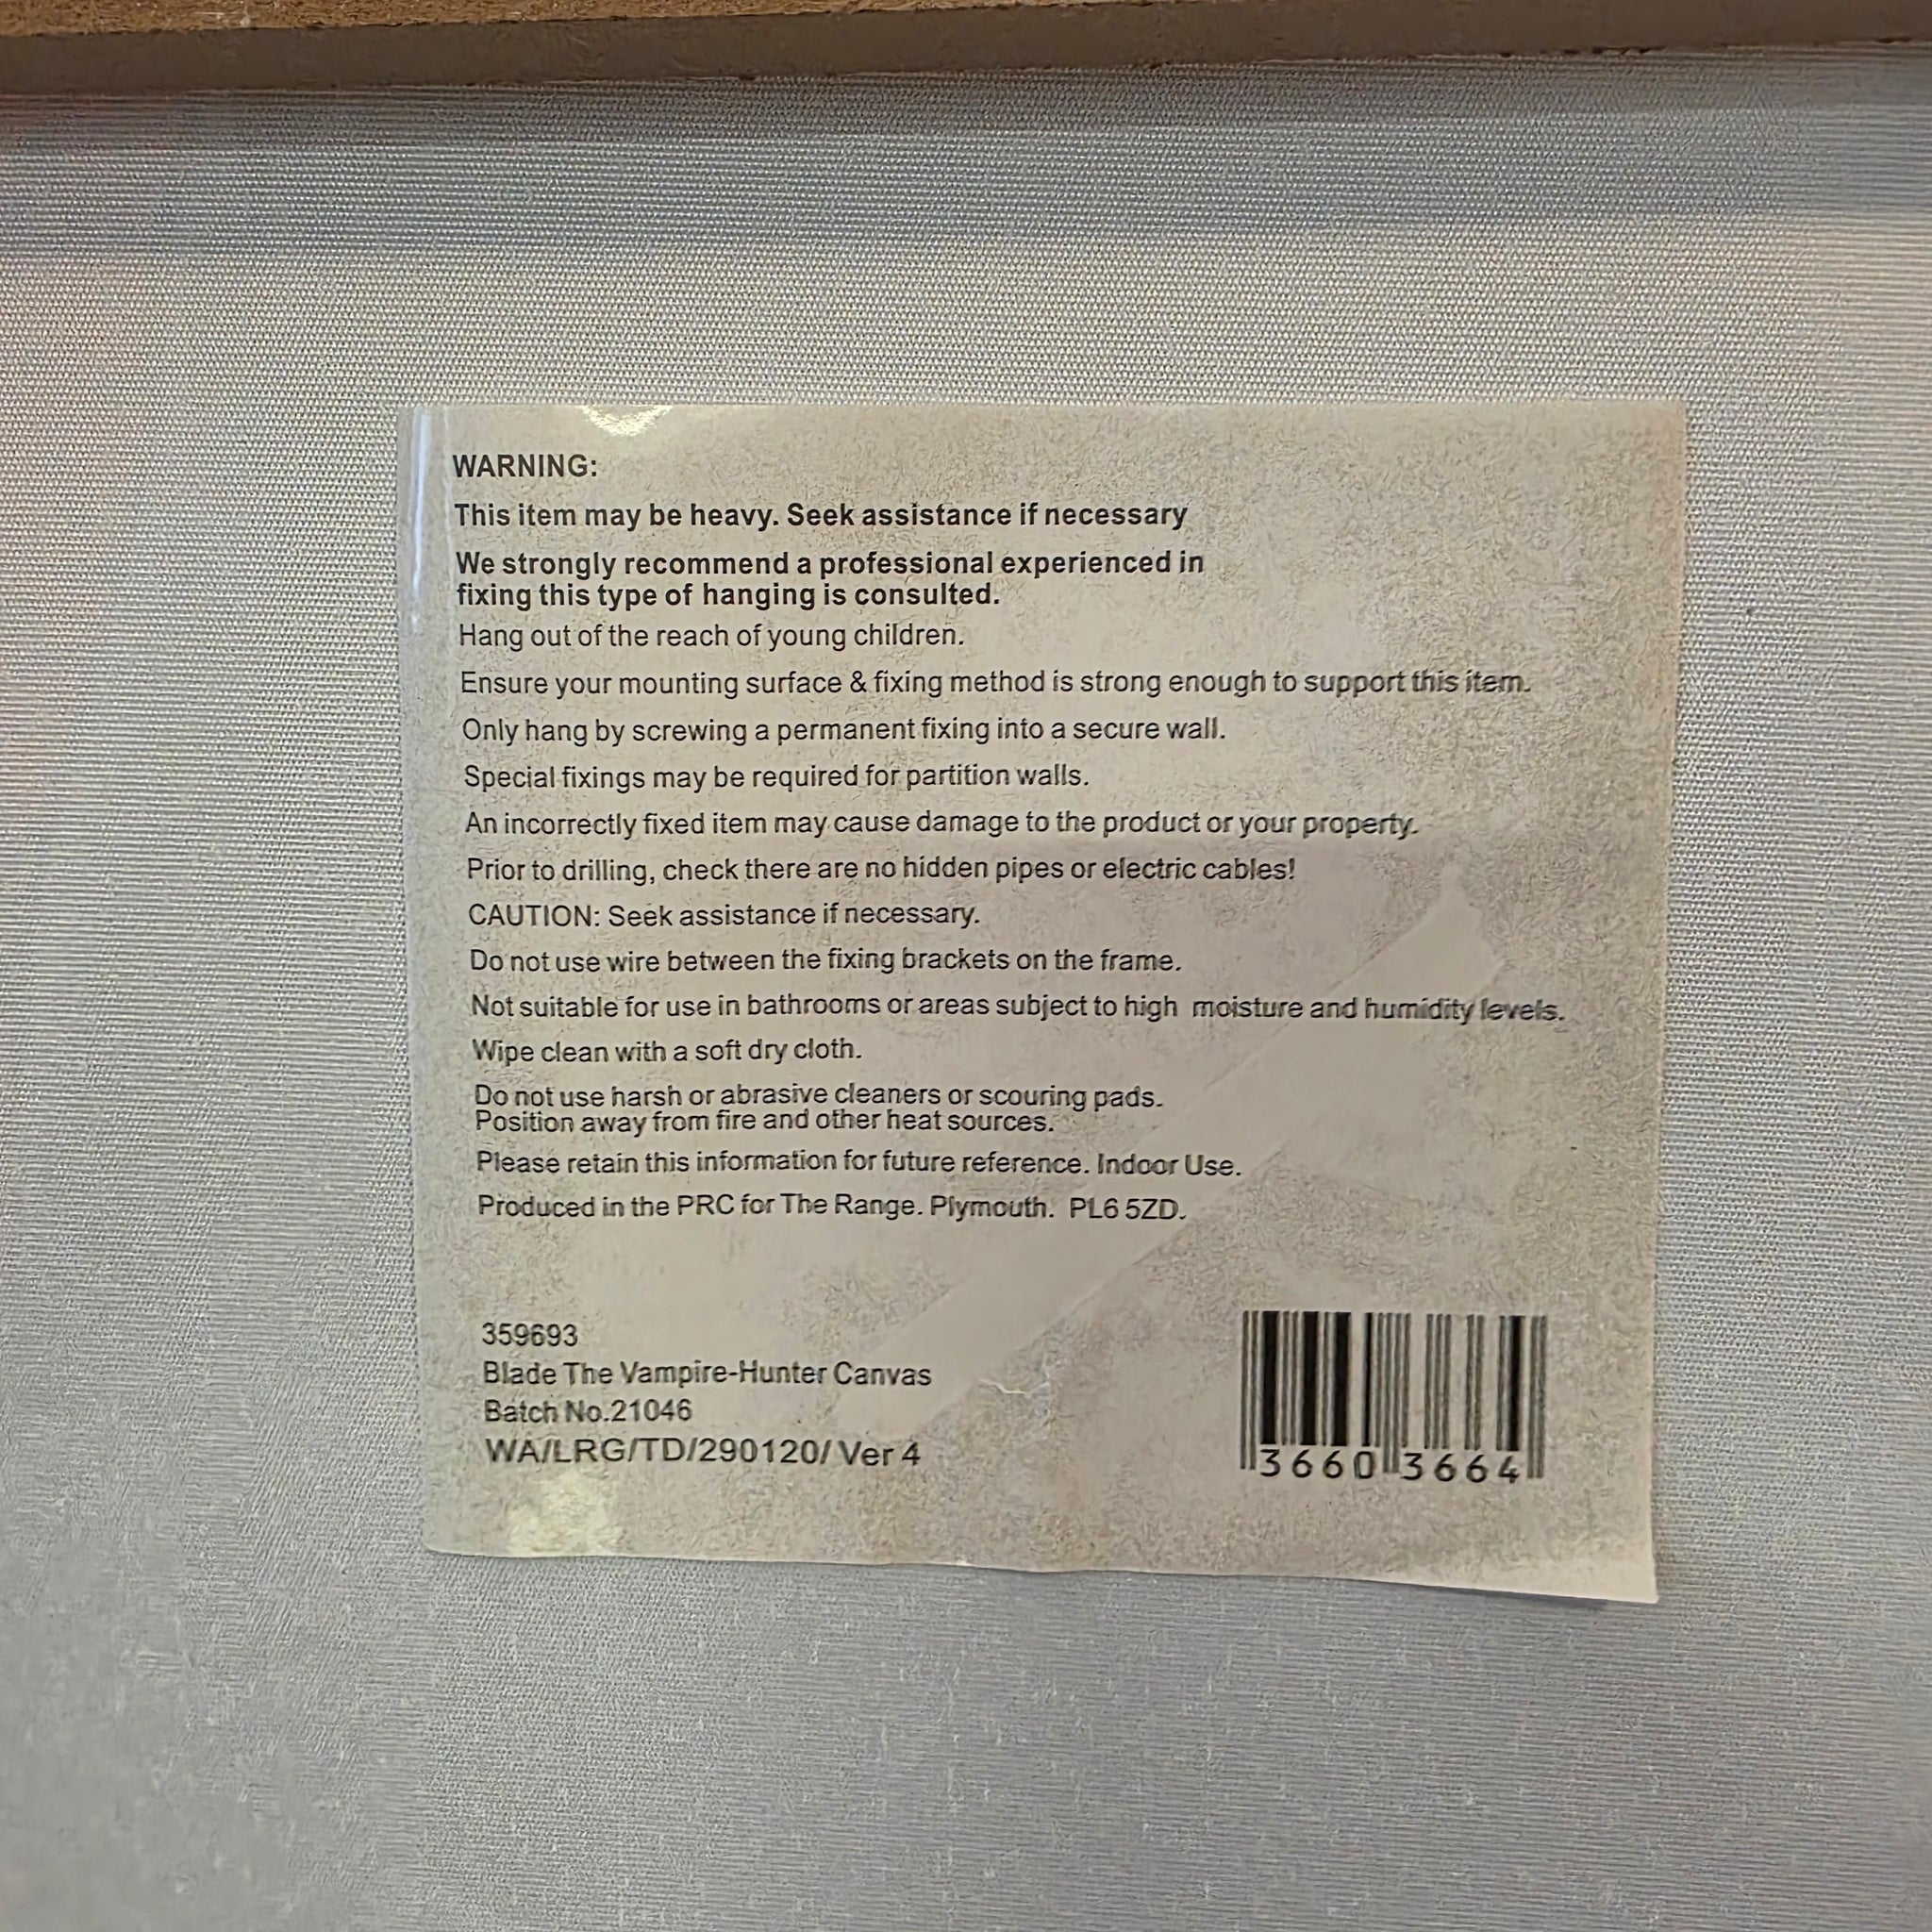 WARNING:
This item may be heavy. Seek assistance if necessary
We strongly recommend a professional experienced in
fixing this type of hanging is consulted.
Hang out of the reach of young children.
Ensure your mounting surface & fixing method is strong enough to support this item.
Only hang by screwing a permanent fixing into a secure wall.
Special fixings may be required for partition walls.
An incorrectly fixed item may cause damage to the product or your property.
Prior to drilling, check there are no hidden pipes or electric cables!
CAUTION: Seek assistance if necessary.
Do not use wire between the fixing brackets on the frame.
Not suitable for use in bathrooms or areas subject to high moisture and humidity levels.
Wipe clean with a soft dry cloth.
Do not use harsh or abrasive cleaners or scouring pads.
Position away from fire and other heat sources.
Please retain this information for future reference. Indoor Use.
Produced in the PRC for The Range. Plymouth. PL6 5ZD.
359693
Blade The Vampire-Hunter Canvas
Batch No.21046
WA/LRG/TD/290120/ Ver 4
3660 3664